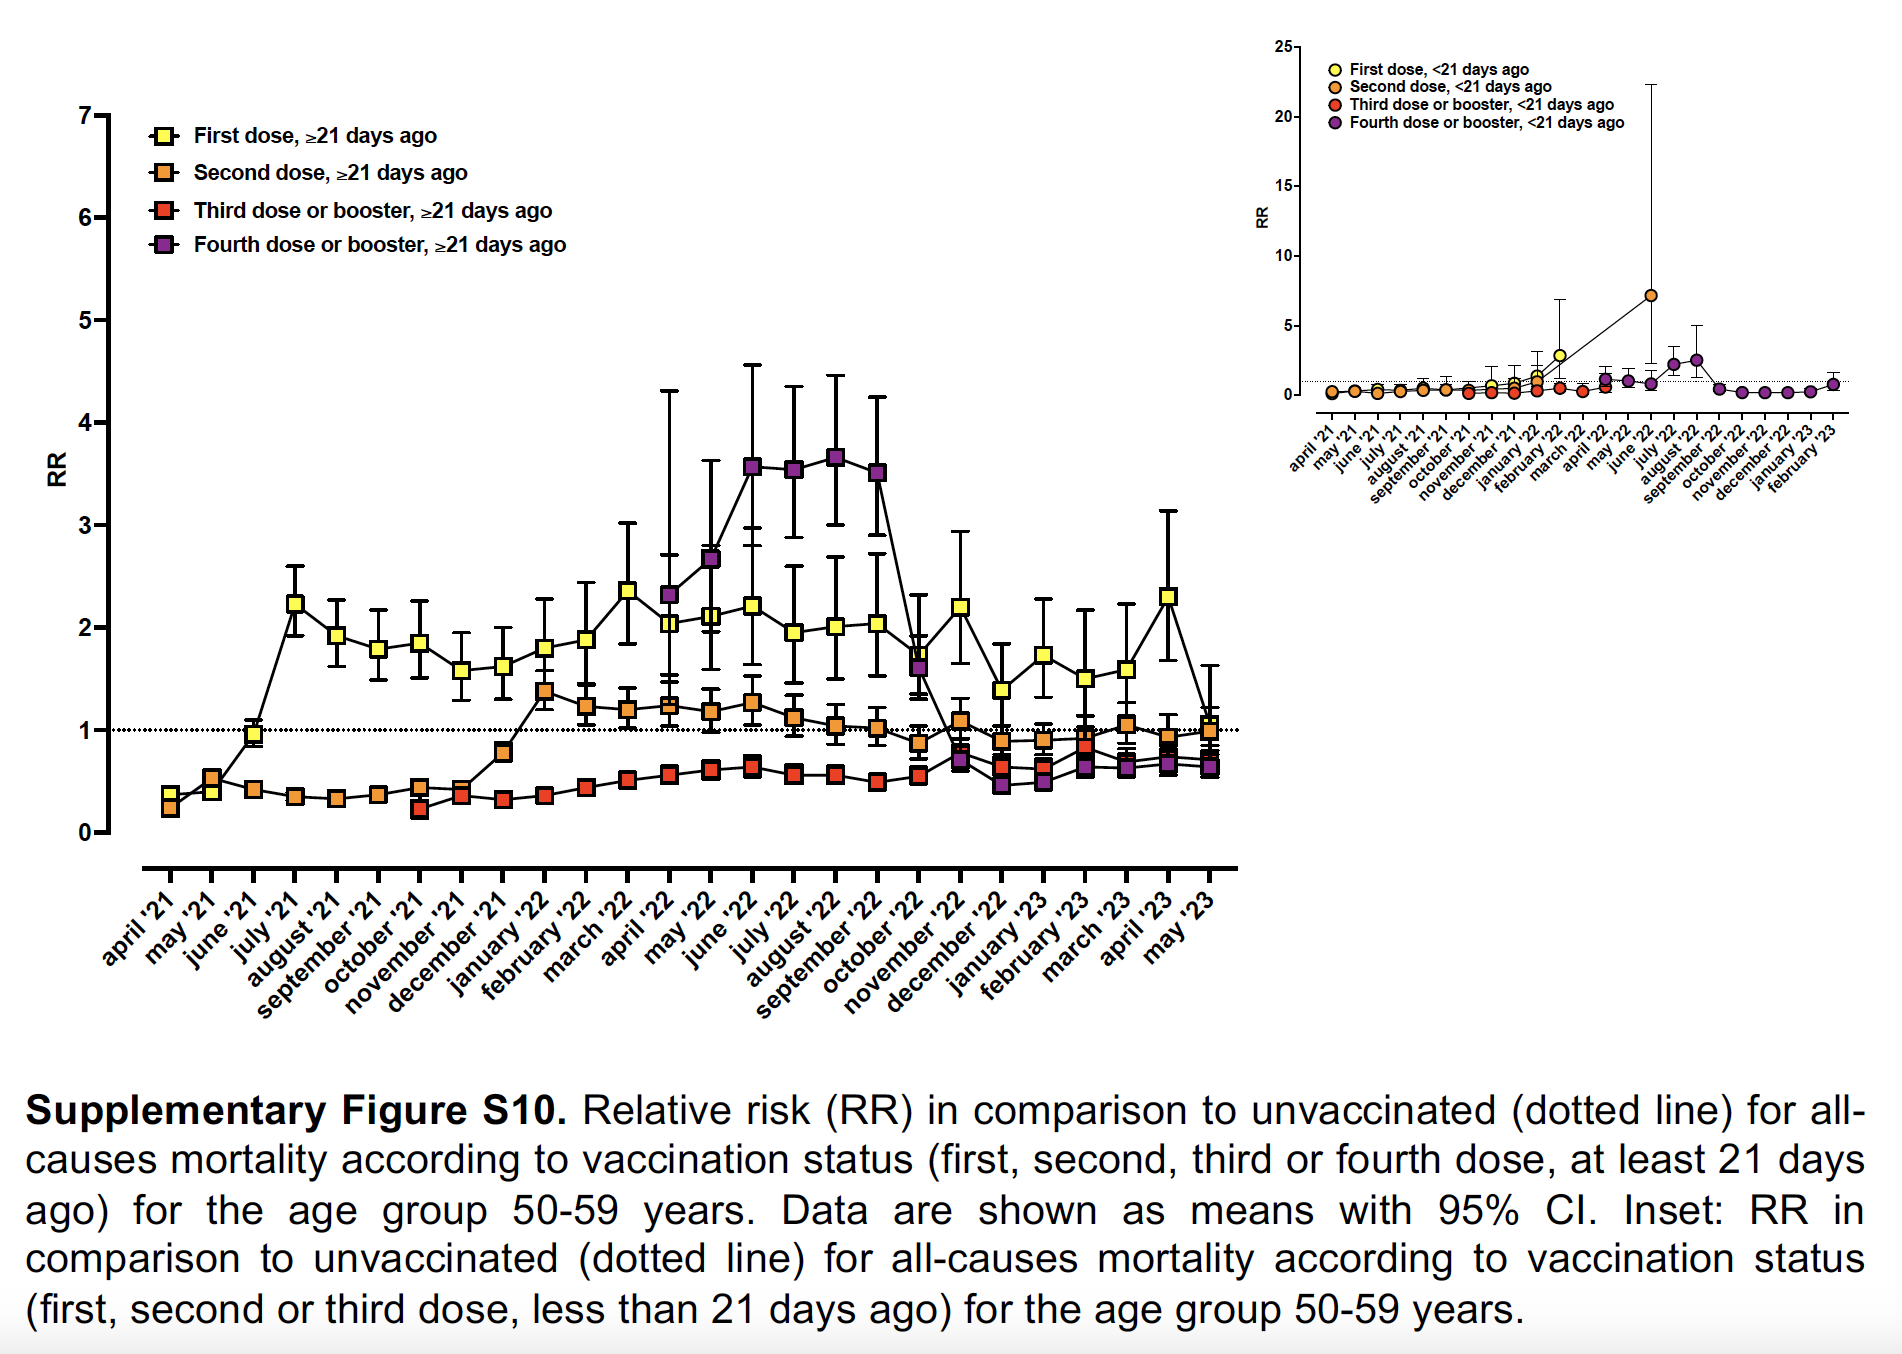 7
6
5
4
3
2
1
0
RR
First dose, ≥21 days ago
Second dose, ≥21 days ago
Third dose or booster, ≥21 days ago
Fourth dose or booster, ≥21 days ago
april '21
may '21
june '21
july '21
august '21
september '21
october '21
november '21
december '21
january '22
february '22
march '22
april '22
may '22
june '22
july '22
august '22
september '22
october '22
november '22
december '22
january '23
february '23
march '23
april '23
may '23
25
20
15
10
5
0
RR
First dose, <21 days ago
Second dose, <21 days ago
Third dose or booster, <21 days ago
Fourth dose or booster, <21 days ago
april '21
may '21
june '21
july '21
august '21
september '21
october '21
november '21
december '21
january '22
february '22
march '22
april '22
may '22
june '22
july '22
august '22
september '22
october '22
november '22
december '22
january '23
february '23
Supplementary Figure S10. Relative risk (RR) in comparison to unvaccinated (dotted line) for all-
causes mortality according to vaccination status (first, second, third or fourth dose, at least 21 days
ago) for the age group 50-59 years. Data are shown as means with 95% CI. Inset: RR in
comparison to unvaccinated (dotted line) for all-causes mortality according to vaccination status
(first, second or third dose, less than 21 days ago) for the age group 50-59 years.